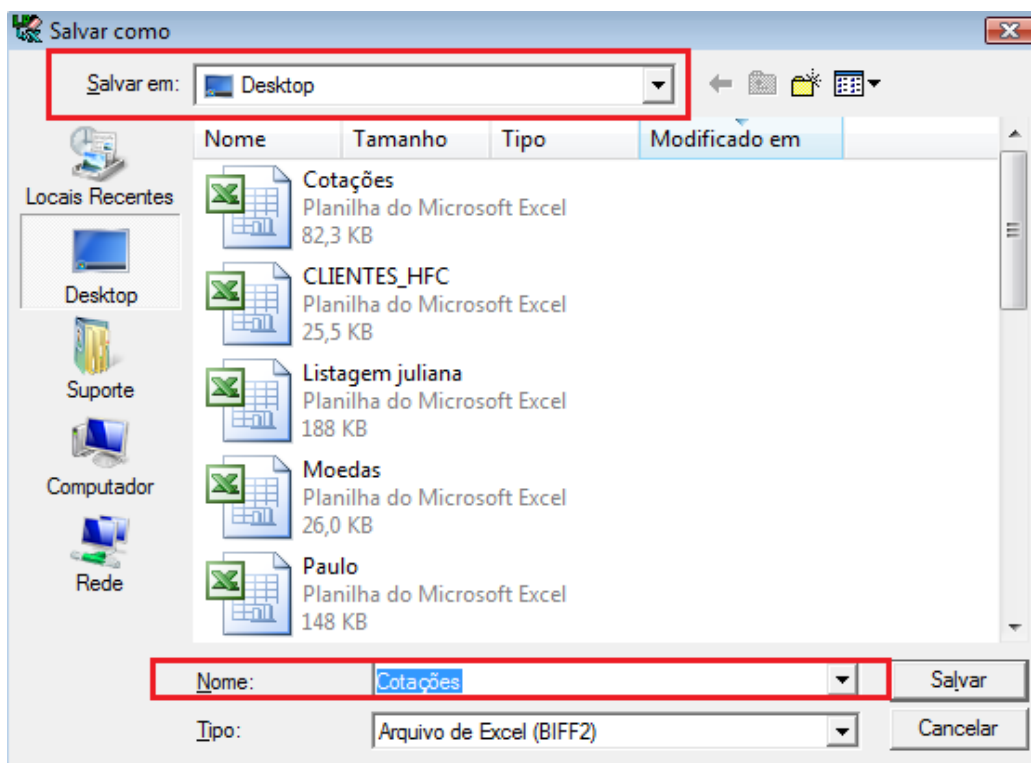 Salvar como
Salvar em: Desktop
Nome Tamanho Tipo Modificado em
Locais Recentes
Desktop
Suporte
Computador
Rede
Cotações
Planilha do Microsoft Excel
82,3 KB
CLIENTES_HFC
Planilha do Microsoft Excel
25,5 KB
Listagem juliana
Planilha do Microsoft Excel
188 KB
Moedas
Planilha do Microsoft Excel
26,0 KB
Paulo
Planilha do Microsoft Excel
148 KB
Nome: Cotações Salvar
Tipo: Arquivo de Excel (BIFF2) Cancelar